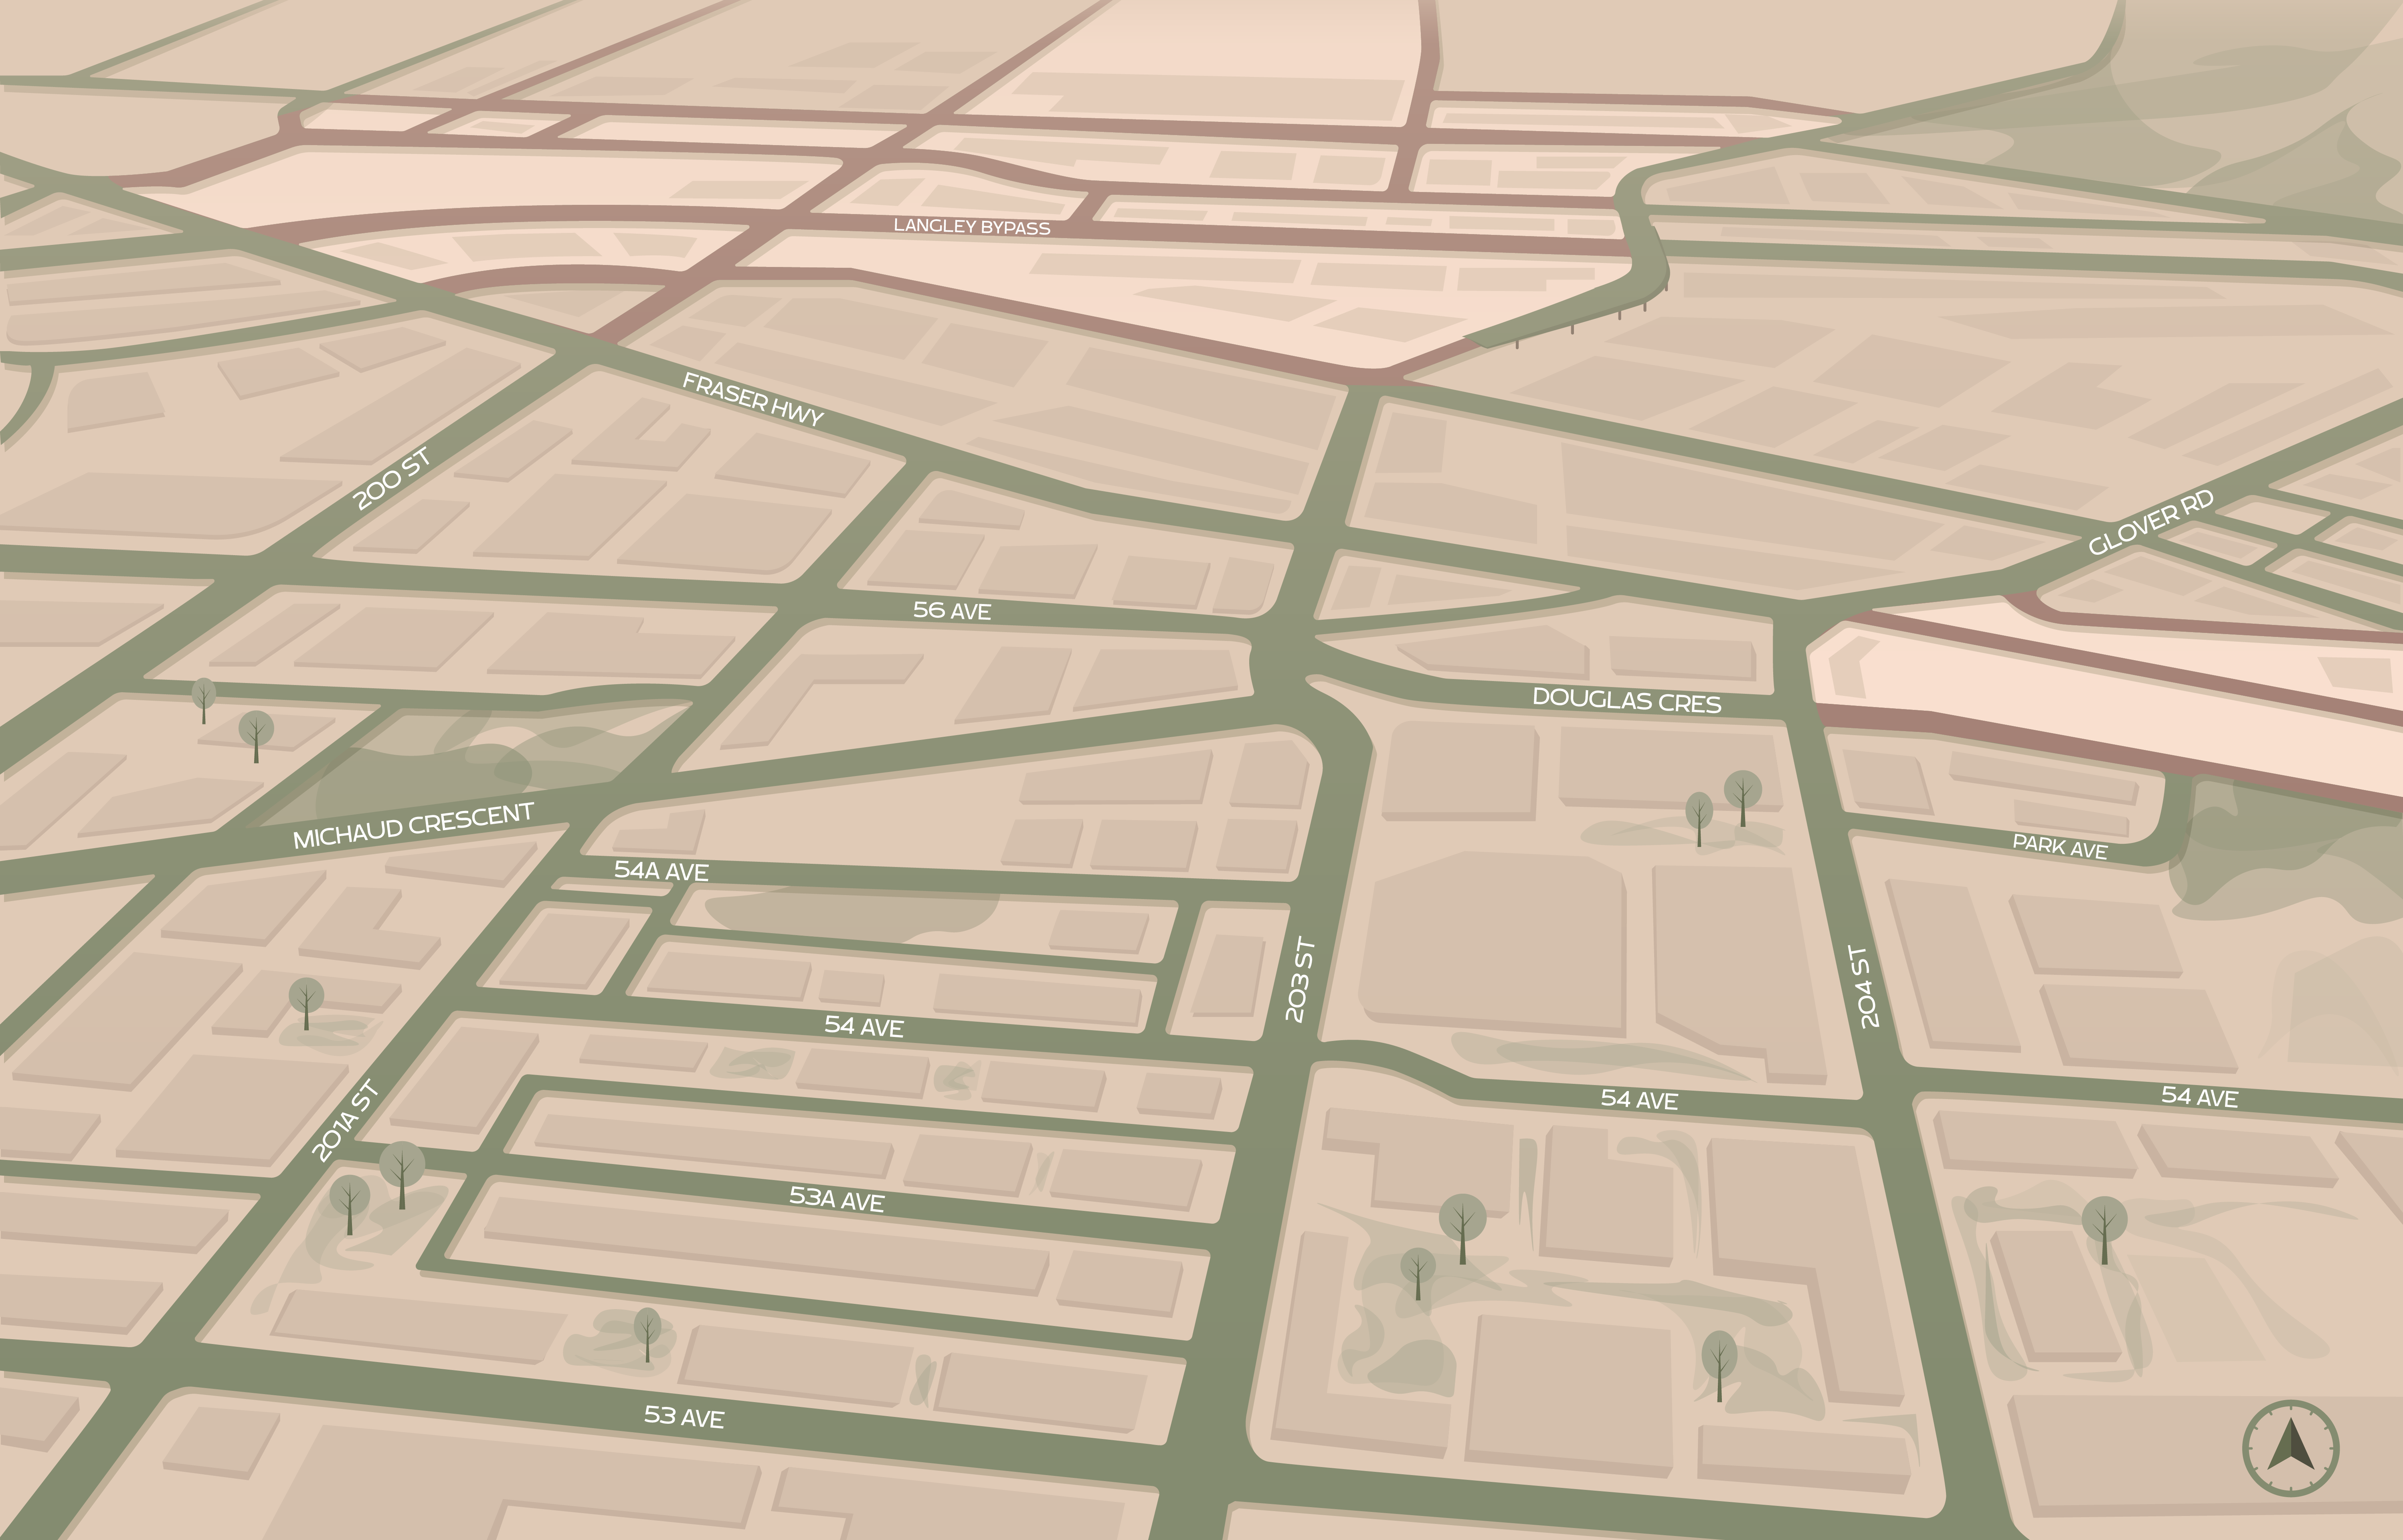 LANGLEY BYPASS
FRASER HWY
200 ST
GLOVER RD
56 AVE
DOUGLAS CRES
MICHAUD CRESCENT
PARK AVE
54A AVE
203 ST
204 ST
54 AVE
54 AVE
54 AVE
201A ST
53A AVE
53 AVE